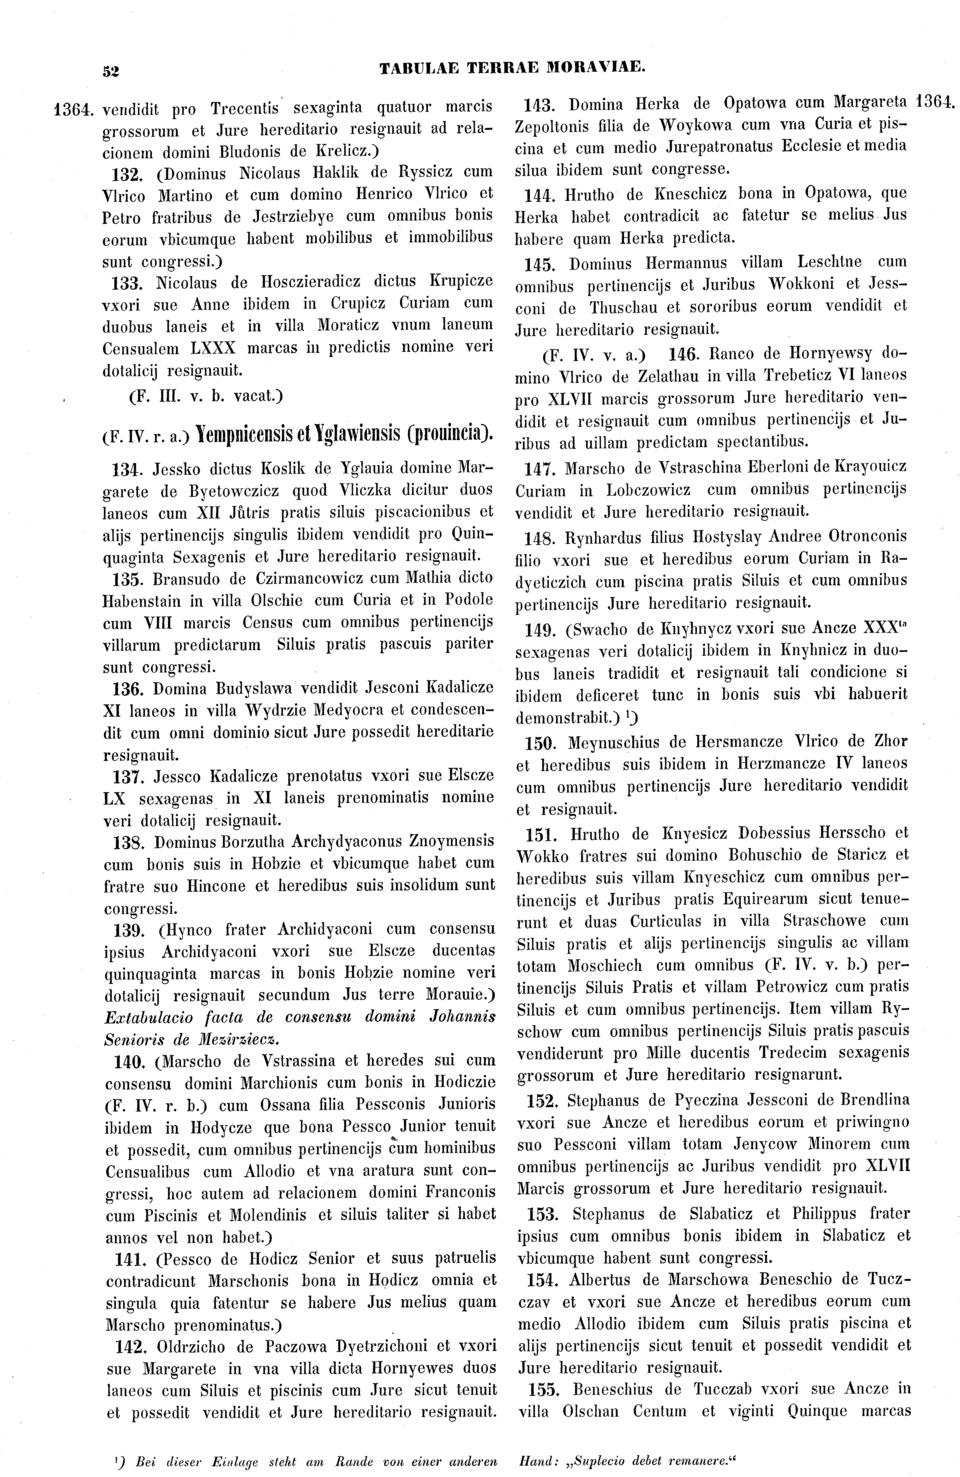 52
TABULAE TERRAE MORAVIAE.
1364. vendidit pro Trecentis sexaginta quatuor marcis
grossorum et Jure hereditario resignauit ad rela-
cionem domini Bludonis de Krelicz.)
132. (Dominus Nicolaus Haklik de Ryssicz cum
Vlrico Martino et cum domino Henrico Vlrico et
Petro fratribus de Jestrziebye cum omnibus bonis
eorum vbicumque habent mobilibus et immobilibus
sunt congressi.)
133. Nicolaus de Hosczieradicz dictus Krupicze
vxori sue Anne ibidem in Crupicz Curiam cum
duobus laneis et in villa Moraticz vnum laneum
Censualem LXXX marcas in predictis nomine veri
dotalicij resignauit.
(F. III. v. b. vacat.)
(F. IV. r. a.) Yempnicensis et Yglawiensis (prouincia).
134. Jessko dictus Koslik de Yglauia domine Mar-
garete de Byetowczicz quod Vliczka dicitur duos
laneos cum XII Jůtris pratis siluis piscacionibus et
alijs pertinencijs singulis ibidem vendidit pro Quin-
quaginta Sexagenis et Jure hereditario resignauit.
135. Bransudo de Czirmancowicz cum Mathia dicto
Habenstain in villa Olschie cum Curia et in Podole
cum VIII marcis Census cum omnibus pertinencijs
villarum predictarum Siluis pratis pascuis pariter
sunt congressi.
136. Domina Budyslawa vendidit Jesconi Kadalicze
XI laneos in villa Wydrzie Medyocra et condescen-
dit cum omni dominio sicut Jure possedit hereditarie
resignauit.
137. Jessco Kadalicze prenotatus vxori sue Elscze
LX sexagenas in XI laneis prenominatis nomine
veri dotalicij resignauit.
138. Dominus Borzutha Archydyaconus Znoymensis
cum bonis suis in Hobzie et vbicumque habet cum
fratre suo Hincone et heredibus suis insolidum sunt
congressi.
139. (Hynco frater Archidyaconi cum consensu
ipsius Archidyaconi vxori sue Elscze ducentas
quinquaginta marcas in bonis Hobzie nomine veri
dotalicij resignauit secundum Jus terre Morauie.)
Extabulacio facta de consensu domini Johannis
Senioris de Mezirziecz.
140. (Marscho de Vstrassina et heredes sui cum
consensu domini Marchionis cum bonis in Hodiczie
(F. IV. r. b.) cum Ossana filia Pessconis Junioris
ibidem in Hodycze que bona Pessco Junior tenuit
et possedit, cum omnibus pertinencijs cum hominibus
Censualibus cum Allodio et vna aratura sunt con-
gressi, hoc autem ad relacionem domini Franconis
cum Piscinis et Molendinis et siluis taliter si habet
annos vel non habet.)
141. (Pessco de Hodicz Senior et suus patruelis
contradicunt Marschonis bona in Hodicz omnia et
singula quia fatentur se habere Jus melius quam
Marscho prenominatus.)
142. Oldrzicho de Paczowa Dyetrzichoni et vxori
sue Margarete in vna villa dicta Hornyewes duos
laneos cum Siluis et piscinis cum Jure sicut tenuit
et possedit vendidit et Jure hereditario resignauit.
143. Domina Herka de Opatowa cum Margareta 1364.
Zepoltonis filia de Woykowa cum vna Curia et pis-
cina et cum medio Jurepatronatus Ecclesie et media
silua ibidem sunt congresse.
144. Hrutho de Kneschicz bona in Opatowa, que
Herka habet contradicit ac fatetur se melius Jus
habere quam Herka predicta.
145. Dominus Hermannus villam Leschtne cum
omnibus pertinencijs et Juribus Wokkoni et Jess-
coni de Thuschau et sororibus eorum vendidit et
Jure hereditario resignauit.
(F. IV. v. a.) 146. Ranco de Hornyewsy do-
mino Vlrico de Zelathau in villa Trebeticz VI laneos
pro XLVII marcis grossorum Jure hereditario ven-
didit et resignauit cum omnibus pertinencijs et Ju-
ribus ad uillam predictam spectantibus.
147. Marscho de Vstraschina Eberloni de Krayouicz
Curiam in Lobczowicz cum omnibus pertinencijs
vendidit et Jure hereditario resignauit.
148. Rynhardus filius Hostyslay Andree Otronconis
filio vxori sue et heredibus eorum Curiam in Ra-
dyeticzich cum piscina pratis Siluis et cum omnibus
pertinencijs Jure hereditario resignauit.
149. (Swacho de Knyhnycz vxori sue Ancze XXXta
sexagenas veri dotalicij ibidem in Knyhnicz in duo-
bus laneis tradidit et resignauit tali condicione si
ibidem deficeret tunc in bonis suis vbi habuerit
demonstrabit.) ¹)
150. Meynuschius de Hersmancze Vlrico de Zhor
et heredibus suis ibidem in Herzmancze IV laneos
cum omnibus pertinencijs Jure hereditario vendidit
et resignauit.
151. Hrutho de Knyesicz Dobessius Hersscho et
Wokko fratres sui domino Bohuschio de Staricz et
heredibus suis villam Knyeschicz cum omnibus per-
tinencijs et Juribus pratis Equirearum sicut tenue-
runt et duas Curticulas in villa Straschowe cum
Siluis pratis et alijs pertinencijs singulis ac villam
totam Moschiech cum omnibus (F. IV. v. b.) per-
tinencijs Siluis Pratis et villam Petrowicz cum pratis
Siluis et cum omnibus pertinencijs. Item villam Ry-
schow cum omnibus pertinencijs Siluis pratis pascuis
vendiderunt pro Mille ducentis Tredecim sexagenis
grossorum et Jure hereditario resignarunt.
152. Stephanus de Pyeczina Jessconi de Brendlina
vxori sue Ancze et heredibus eorum et priwingno
suo Pessconi villam totam Jenycow Minorem cum
omnibus pertinencijs ac Juribus vendidit pro XLVII
Marcis grossorum et Jure hereditario resignauit.
153. Stephanus de Slabaticz et Philippus frater
ipsius cum omnibus bonis ibidem in Slabaticz et
vbicumque habent sunt congressi.
154. Albertus de Marschowa Beneschio de Tucz-
czav et vxori sue Ancze et heredibus eorum cum
medio Allodio ibidem cum Siluis pratis piscina et
alijs pertinencijs sicut tenuit et possedit vendidit et
Jure hereditario resignauit.
155. Beneschius de Tucczab vxori sue Ancze in
villa Olschan Centum et viginti Quinque marcas
¹) Bei dieser Einlage steht am Rande von einer anderen Hand: „Suplecio debet remanere.“